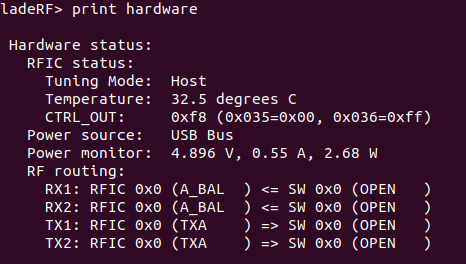 ladeRF> print hardware
Hardware status:
RFIC status:
Tuning Mode: Host
Temperature: 32.5 degrees C
CTRL_OUT: 0xf8 (0x035=0x00, 0x036=0xff)
Power source: USB Bus
Power monitor: 4.896 V, 0.55 A, 2.68 W
RF routing:
RX1: RFIC 0x0 (A_BAL ) <= SW 0x0 (OPEN )
RX2: RFIC 0x0 (A_BAL ) <= SW 0x0 (OPEN )
TX1: RFIC 0x0 (TXA ) => SW 0x0 (OPEN )
TX2: RFIC 0x0 (TXA ) => SW 0x0 (OPEN )